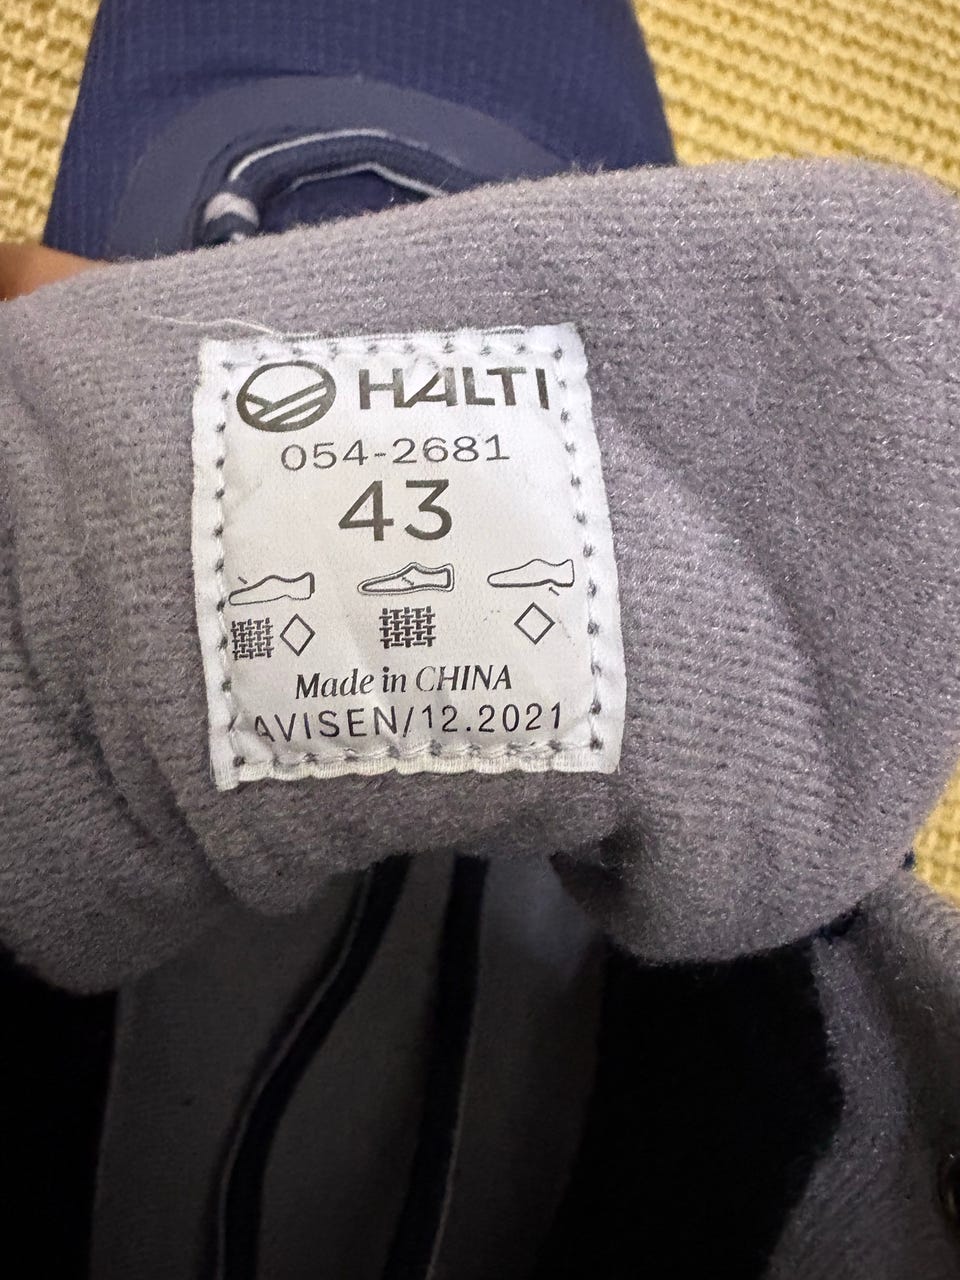 HALTI
054-2681
43
Made in CHINA
AVISEN/12.2021